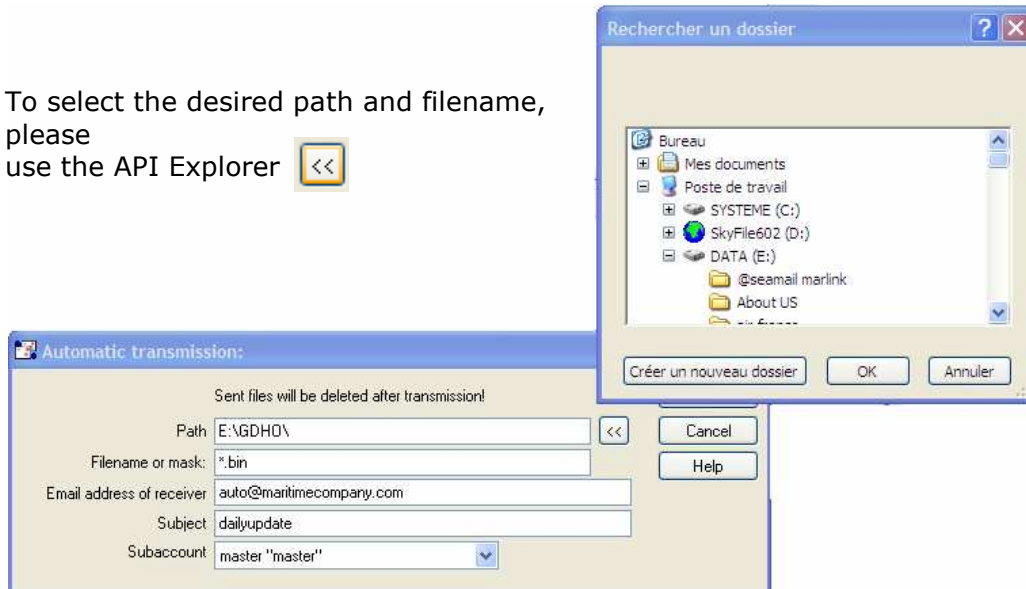 To select the desired path and filename,
please
use the API Explorer <<
Rechercher un dossier
Bureau
Mes documents
Poste de travail
SYSTEME (C:)
SkyFile602 (D:)
DATA (E:)
@seamail marlink
About US
air france
Créer un nouveau dossier
OK
Annuler
Automatic transmission:
Sent files will be deleted after transmission!
Path E:\GDHO\ <<
Cancel
Filename or mask: *.bin
Help
Email address of receiver auto@maritimecompany.com
Subject dailyupdate
Subaccount master "master"